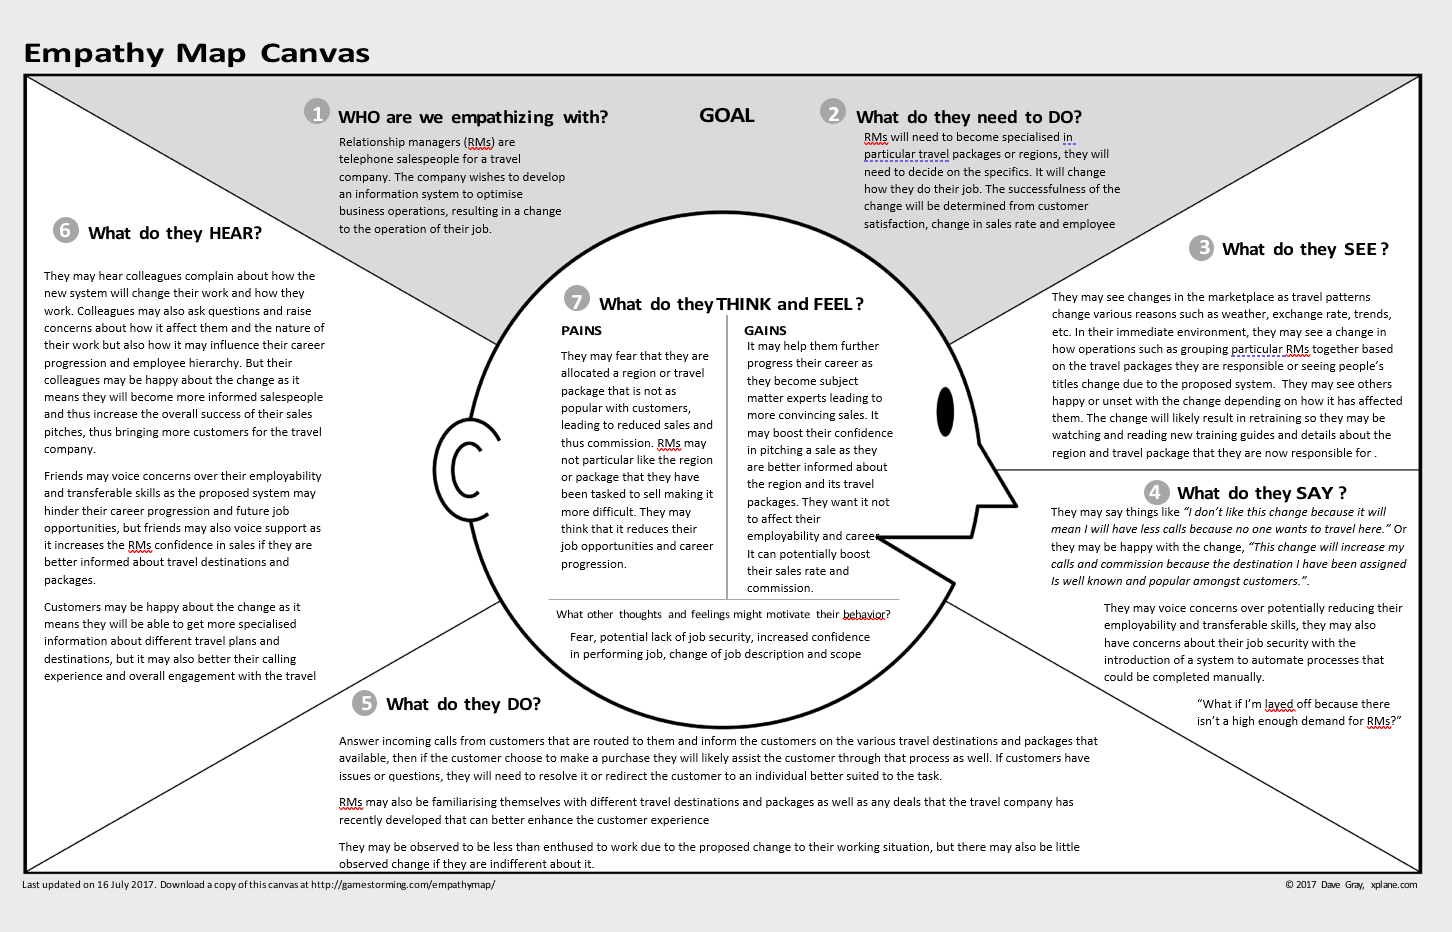 Empathy Map Canvas
1 WHO are we empathizing with?
Relationship managers (RMs) are
telephone salespeople for a travel
company. The company wishes to develop
an information system to optimise
business operations, resulting in a change
to the operation of their job.
GOAL
2 What do they need to DO?
RMs will need to become specialised in
particular travel packages or regions, they will
need to decide on the specifics. It will change
how they do their job. The successfulness of the
change will be determined from customer
satisfaction, change in sales rate and employee
3 What do they SEE?
They may see changes in the marketplace as travel patterns
change various reasons such as weather, exchange rate, trends,
etc. In their immediate environment, they may see a change in
how operations such as grouping particular RMs together based
on the travel packages they are responsible or seeing people's
titles change due to the proposed system. They may see others
happy or unset with the change depending on how it has affected
them. The change will likely result in retraining so they may be
watching and reading new training guides and details about the
region and travel package that they are now responsible for .
4 What do they SAY?
They may say things like “I don't like this change because it will
mean I will have less calls because no one wants to travel here.” Or
they may be happy with the change, “This change will increase my
calls and commission because the destination I have been assigned
Is well known and popular amongst customers.”.
They may voice concerns over potentially reducing their
employability and transferable skills, they may also
have concerns about their job security with the
introduction of a system to automate processes that
could be completed manually.
“What if I'm layed off because there
isn't a high enough demand for RMs?”
5 What do they DO?
Answer incoming calls from customers that are routed to them and inform the customers on the various travel destinations and packages that
available, then if the customer choose to make a purchase they will likely assist the customer through that process as well. If customers have
issues or questions, they will need to resolve it or redirect the customer to an individual better suited to the task.
RMs may also be familiarising themselves with different travel destinations and packages as well as any deals that the travel company has
recently developed that can better enhance the customer experience
They may be observed to be less than enthused to work due to the proposed change to their working situation, but there may also be little
observed change if they are indifferent about it.
6 What do they HEAR?
They may hear colleagues complain about how the
new system will change their work and how they
work. Colleagues may also ask questions and raise
concerns about how it affect them and the nature of
their work but also how it may influence their career
progression and employee hierarchy. But their
colleagues may be happy about the change as it
means they will become more informed salespeople
and thus increase the overall success of their sales
pitches, thus bringing more customers for the travel
company.
Friends may voice concerns over their employability
and transferable skills as the proposed system may
hinder their career progression and future job
opportunities, but friends may also voice support as
it increases the RMs confidence in sales if they are
better informed about travel destinations and
packages.
Customers may be happy about the change as it
means they will be able to get more specialised
information about different travel plans and
destinations, but it may also better their calling
experience and overall engagement with the travel
7 What do they THINK and FEEL?
PAINS
They may fear that they are
allocated a region or travel
package that is not as
popular with customers,
leading to reduced sales and
thus commission. RMs may
not particular like the region
or package that they have
been tasked to sell making it
more difficult. They may
think that it reduces their
job opportunities and career
progression.
GAINS
It may help them further
progress their career as
they become subject
matter experts leading to
more convincing sales. It
may boost their confidence
in pitching a sale as they
are better informed about
the region and its travel
packages. They want it not
to affect their
employability and career.
It can potentially boost
their sales rate and
commission.
What other thoughts and feelings might motivate their behavior?
Fear, potential lack of job security, increased confidence
in performing job, change of job description and scope
Last updated on 16 July 2017. Download a copy of this canvas at http://gamestorming.com/empathymap/
© 2017 Dave Gray, xplane.com